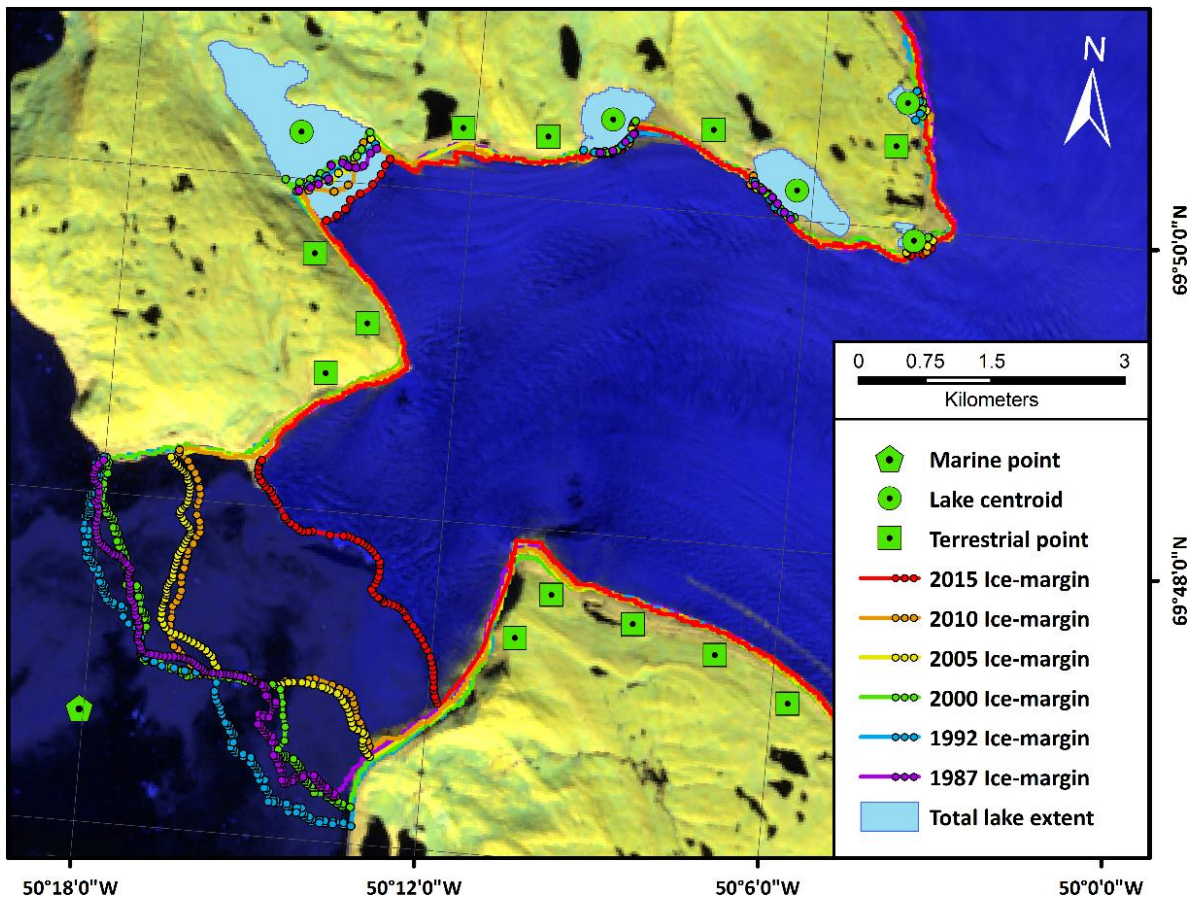 N
69°50'0"N
0 0.75 1.5 3
Kilometers
Marine point
Lake centroid
Terrestrial point
2015 Ice-margin
2010 Ice-margin
2005 Ice-margin
2000 Ice-margin
1992 Ice-margin
1987 Ice-margin
Total lake extent
69°48'0"N
50°18'0"W 50°12'0"W 50°6'0"W 50°0'0"W